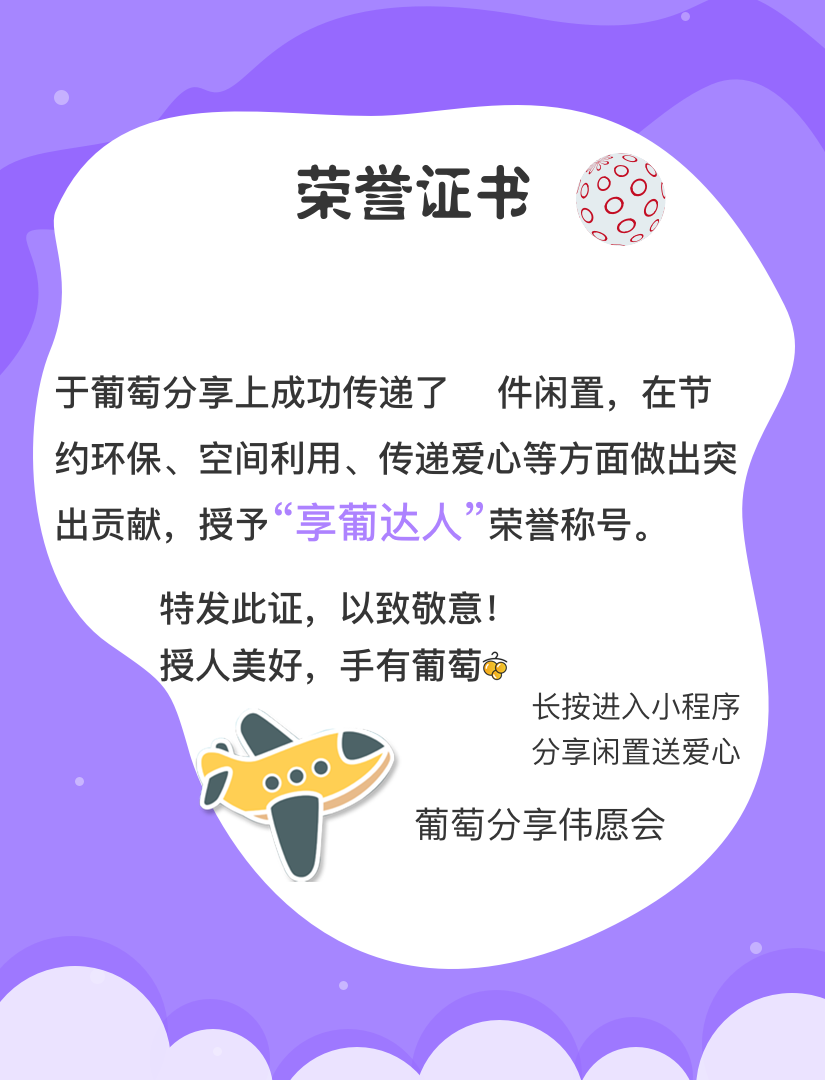 荣誉证书
于葡萄分享上成功传递了 件闲置，在节
约环保、空间利用、传递爱心等方面做出突
出贡献，授予“享葡达人”荣誉称号。
特发此证，以致敬意！
授人美好，手有葡萄
长按进入小程序
分享闲置送爱心
葡萄分享伟愿会